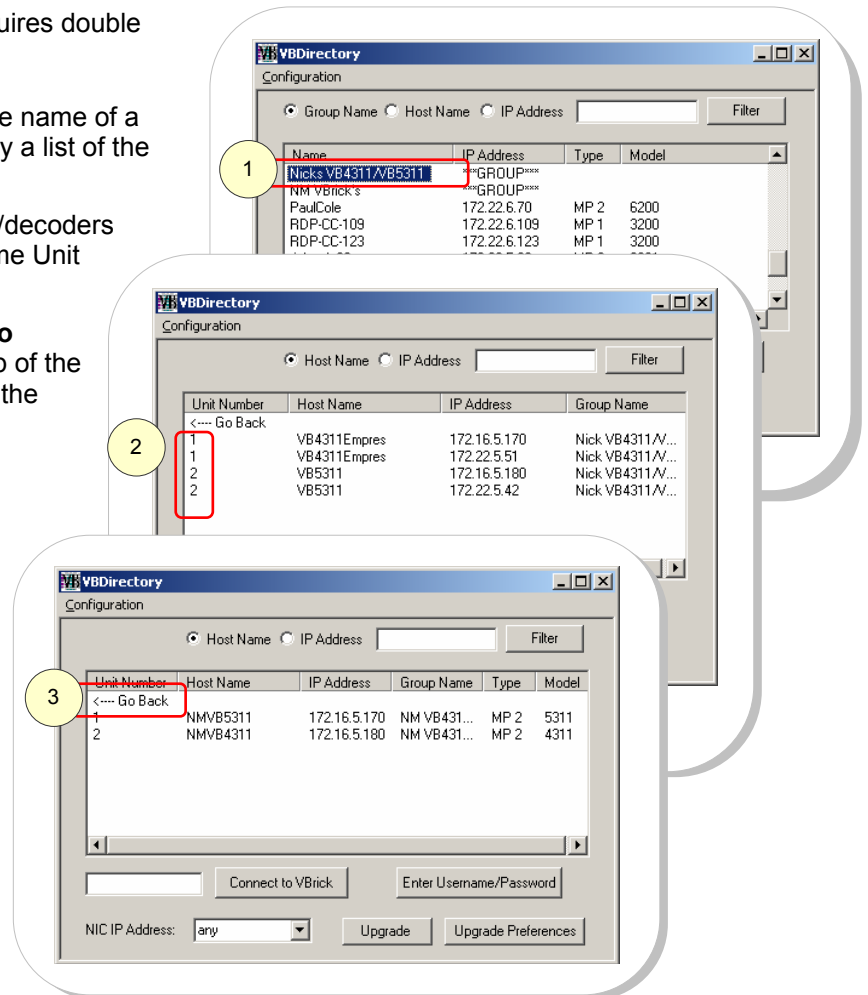 uires double
e name of a
y a list of the
/decoders
me Unit
o
o of the
the
VBDirectory
Configuration
Group Name Host Name IP Address Filter
Name IP Address Type Model
1
Nicks VB4311/VB5311 ***GROUP***
NM VBrick's ***GROUP***
PaulCole 172.22.6.70 MP 2 6200
RDP-CC-109 172.22.6.109 MP 1 3200
RDP-CC-123 172.22.6.123 MP 1 3200
VBDirectory
Configuration
Host Name IP Address Filter
Unit Number Host Name IP Address Group Name
<---- Go Back
2
1 VB4311Empres 172.16.5.170 Nick VB4311/V...
1 VB4311Empres 172.22.5.51 Nick VB4311/V...
2 VB5311 172.16.5.180 Nick VB4311/V...
2 VB5311 172.22.5.42 Nick VB4311/V...
VBDirectory
Configuration
Host Name IP Address Filter
Unit Number Host Name IP Address Group Name Type Model
3
<---- Go Back
1 NMVB5311 172.16.5.170 NM VB431... MP 2 5311
2 NMVB4311 172.16.5.180 NM VB431... MP 2 4311
Connect to VBrick Enter Username/Password
NIC IP Address: any Upgrade Upgrade Preferences